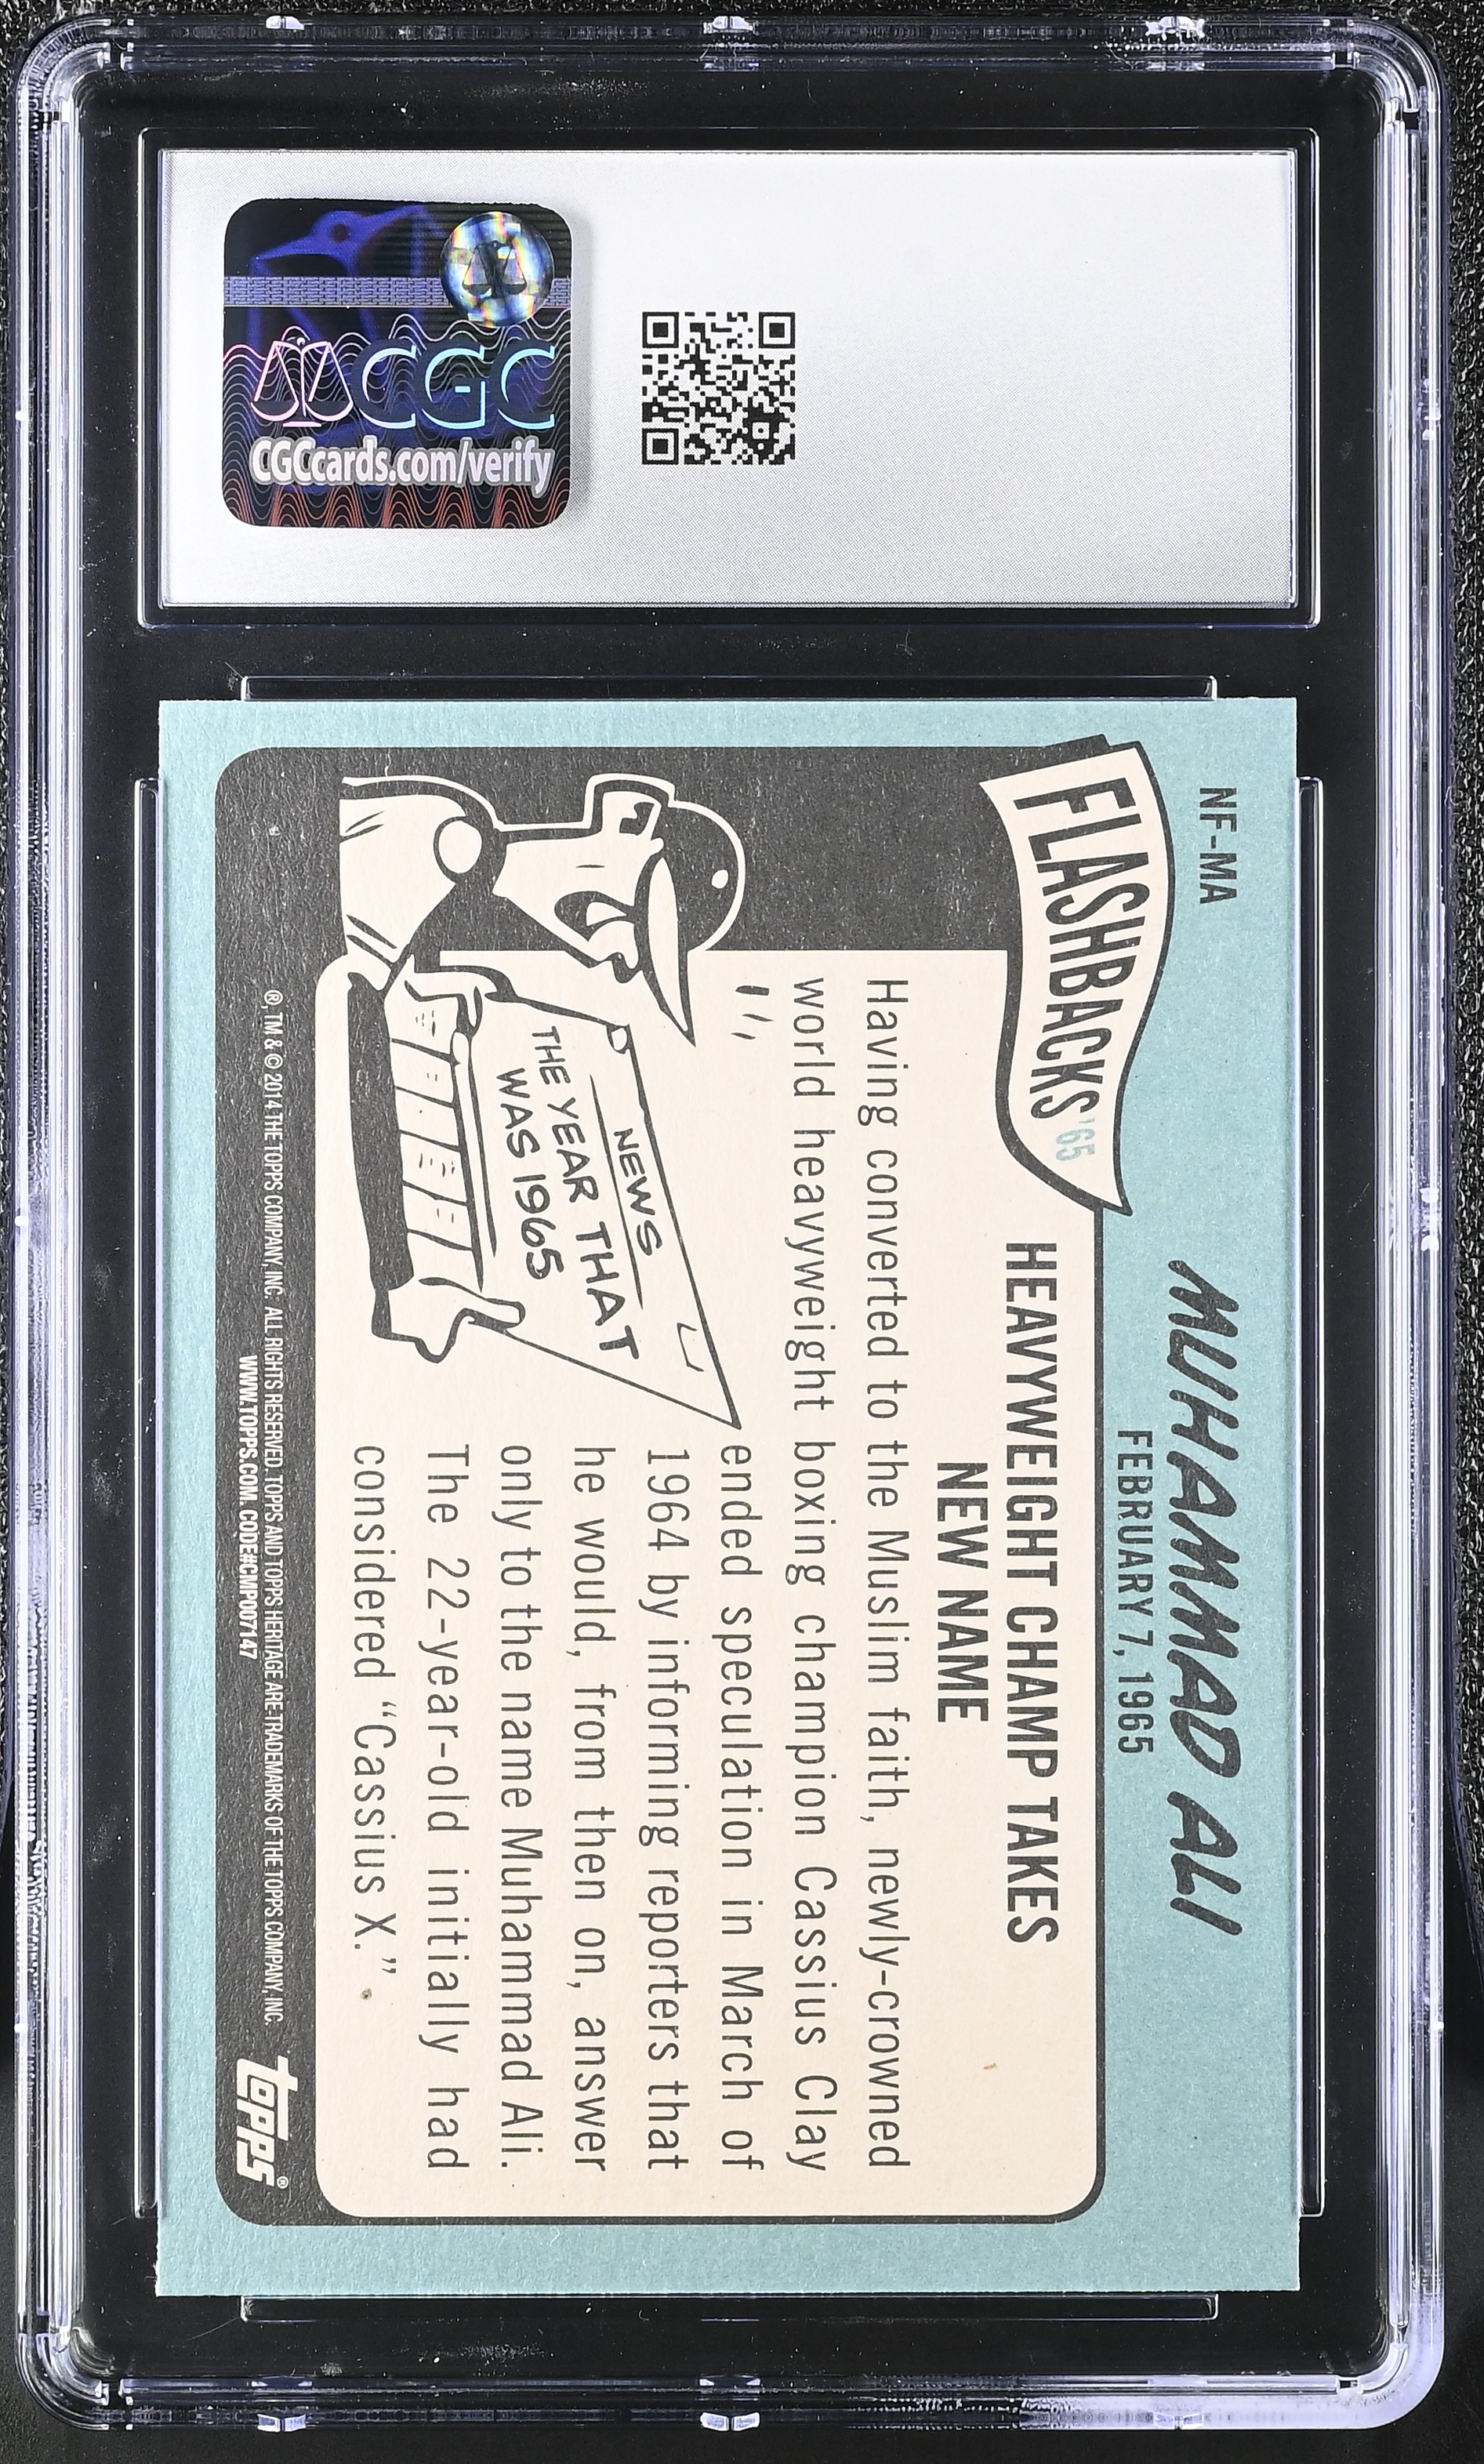 CGC
CGCcards.com/verify
NF-MA
MUHAMMAD ALI
FEBRUARY 7, 1965
FLASHBACKS '65
HEAVYWEIGHT CHAMP TAKES
NEW NAME
Having converted to the Muslim faith, newly-crowned
world heavyweight boxing champion Cassius Clay
ended speculation in March of
1964 by informing reporters that
he would, from then on, answer
only to the name Muhammad Ali.
The 22-year-old initially had
considered “Cassius X.”
NEWS
THE YEAR THAT
WAS 1965
®, TM & © 2014 THE TOPPS COMPANY, INC. ALL RIGHTS RESERVED. TOPPS AND TOPPS HERITAGE ARE TRADEMARKS OF THE TOPPS COMPANY, INC.
WWW.TOPPS.COM. CODE#CMP07147
topps®